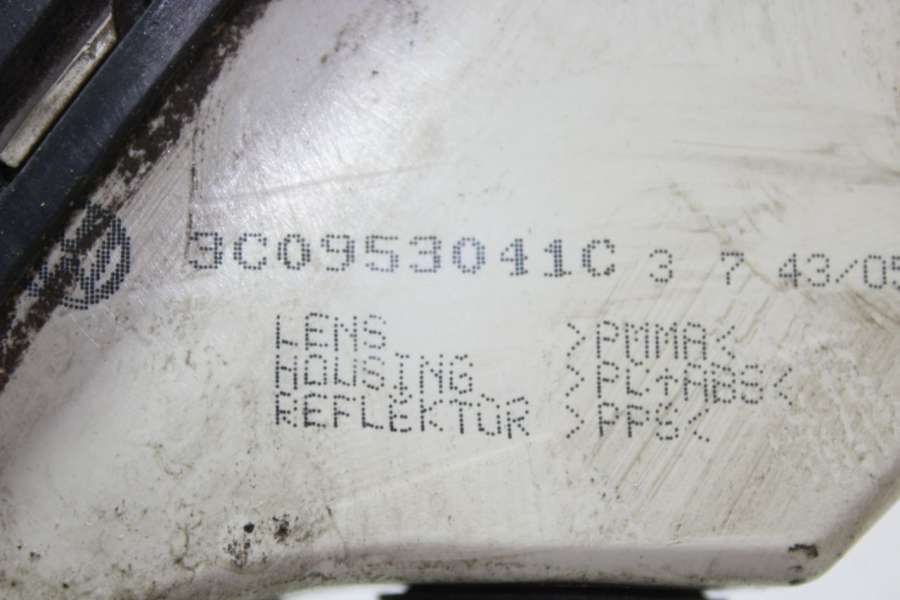 3C0953041C 3 7 43/05
LENS >PMMA<
HOUSING >PC+ABS<
REFLEKTOR >PPS<